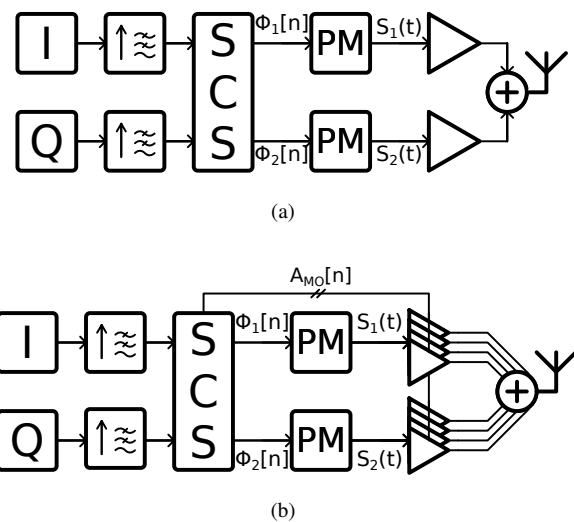 I
S
C
S
Φ1[n]
PM
S1(t)
+
Q
Φ2[n]
PM
S2(t)
(a)
AMO[n]
I
S
C
S
Φ1[n]
PM
S1(t)
+
Q
Φ2[n]
PM
S2(t)
(b)